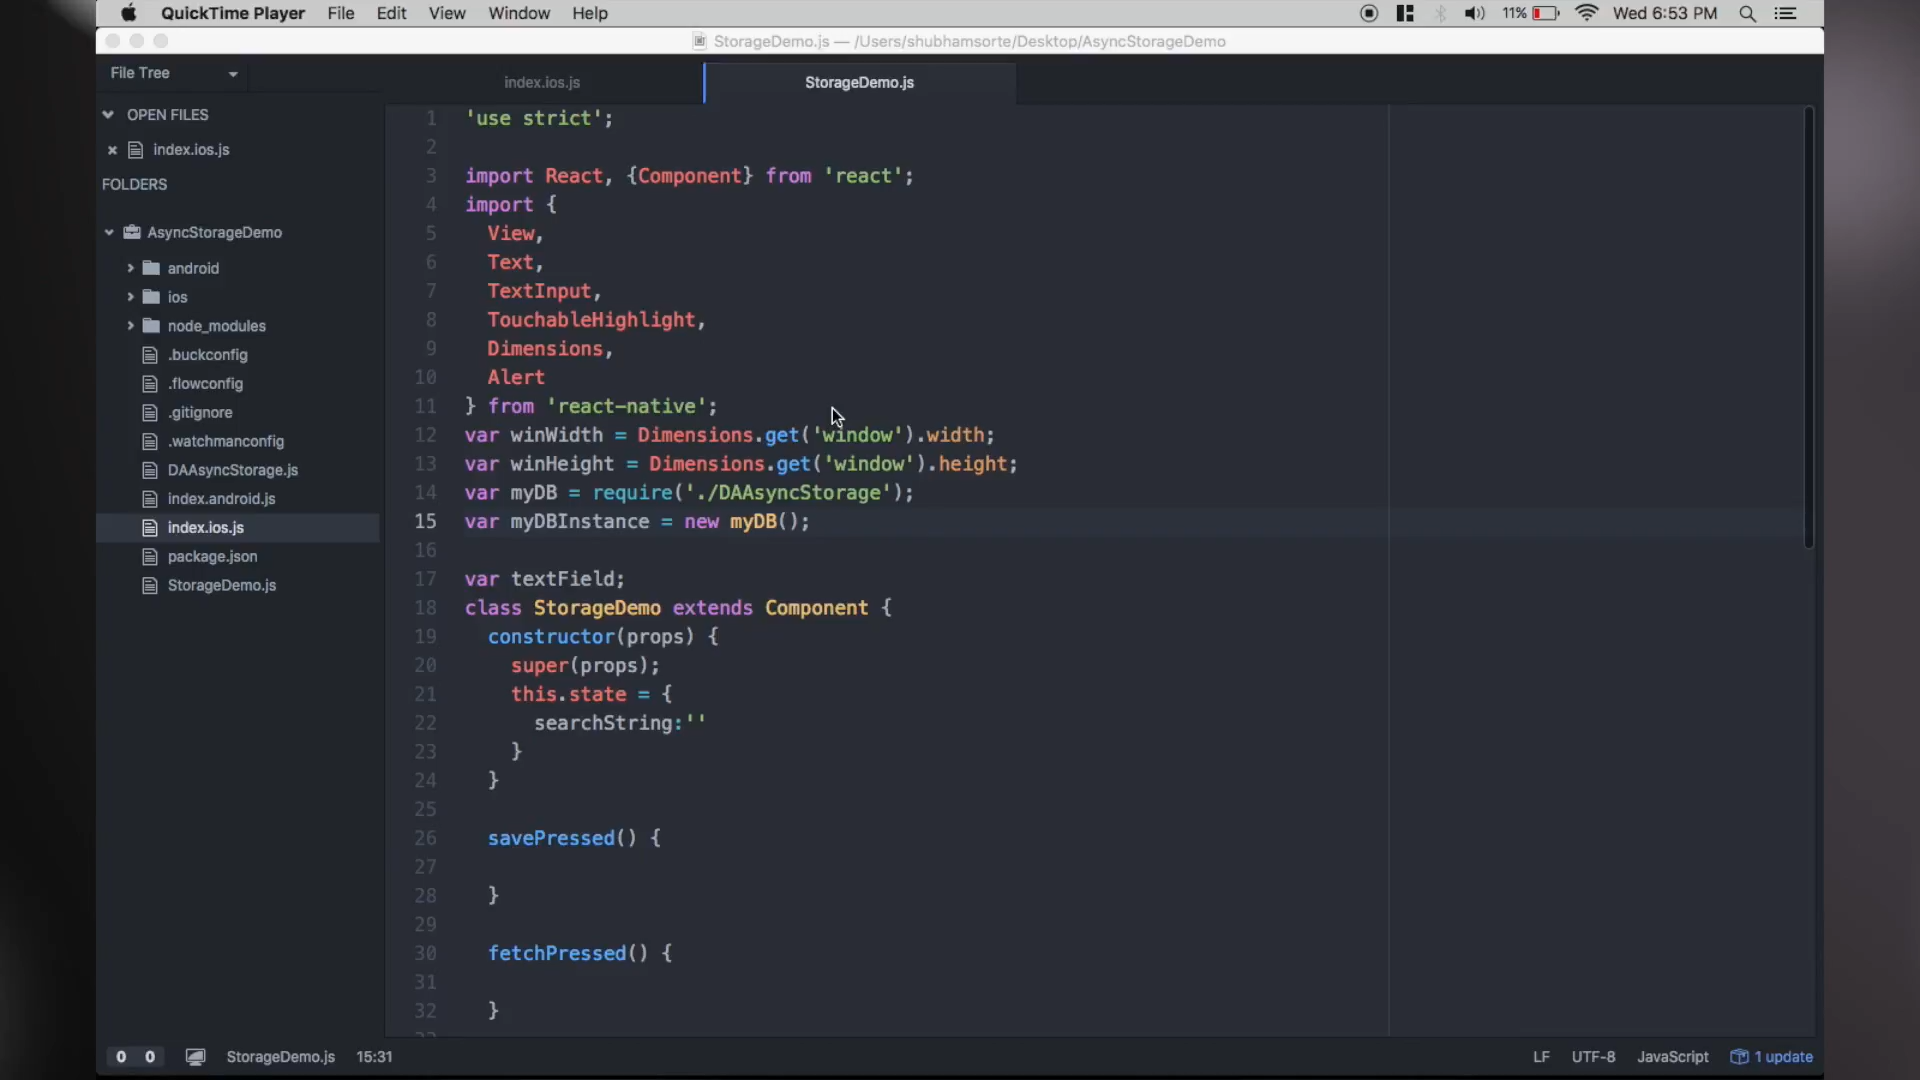 QuickTime Player File Edit View Window Help 11% Wed 6:53 PM
StorageDemo.js — /Users/shubhamsorte/Desktop/AsyncStorageDemo
File Tree
index.ios.js
StorageDemo.js
OPEN FILES
× index.ios.js
FOLDERS
AsyncStorageDemo
android
ios
node_modules
.buckconfig
.flowconfig
.gitignore
.watchmanconfig
DAAsyncStorage.js
index.android.js
index.ios.js
package.json
StorageDemo.js
1 'use strict';
2
3 import React, {Component} from 'react';
4 import {
5 View,
6 Text,
7 TextInput,
8 TouchableHighlight,
9 Dimensions,
10 Alert
11 } from 'react-native';
12 var winWidth = Dimensions.get('window').width;
13 var winHeight = Dimensions.get('window').height;
14 var myDB = require('./DAAsyncStorage');
15 var myDBInstance = new myDB();
16
17 var textField;
18 class StorageDemo extends Component {
19 constructor(props) {
20 super(props);
21 this.state = {
22 searchString:''
23 }
24 }
25
26 savePressed() {
27
28 }
29
30 fetchPressed() {
31
32 }
0 0 StorageDemo.js 15:31 LF UTF-8 JavaScript 1 update